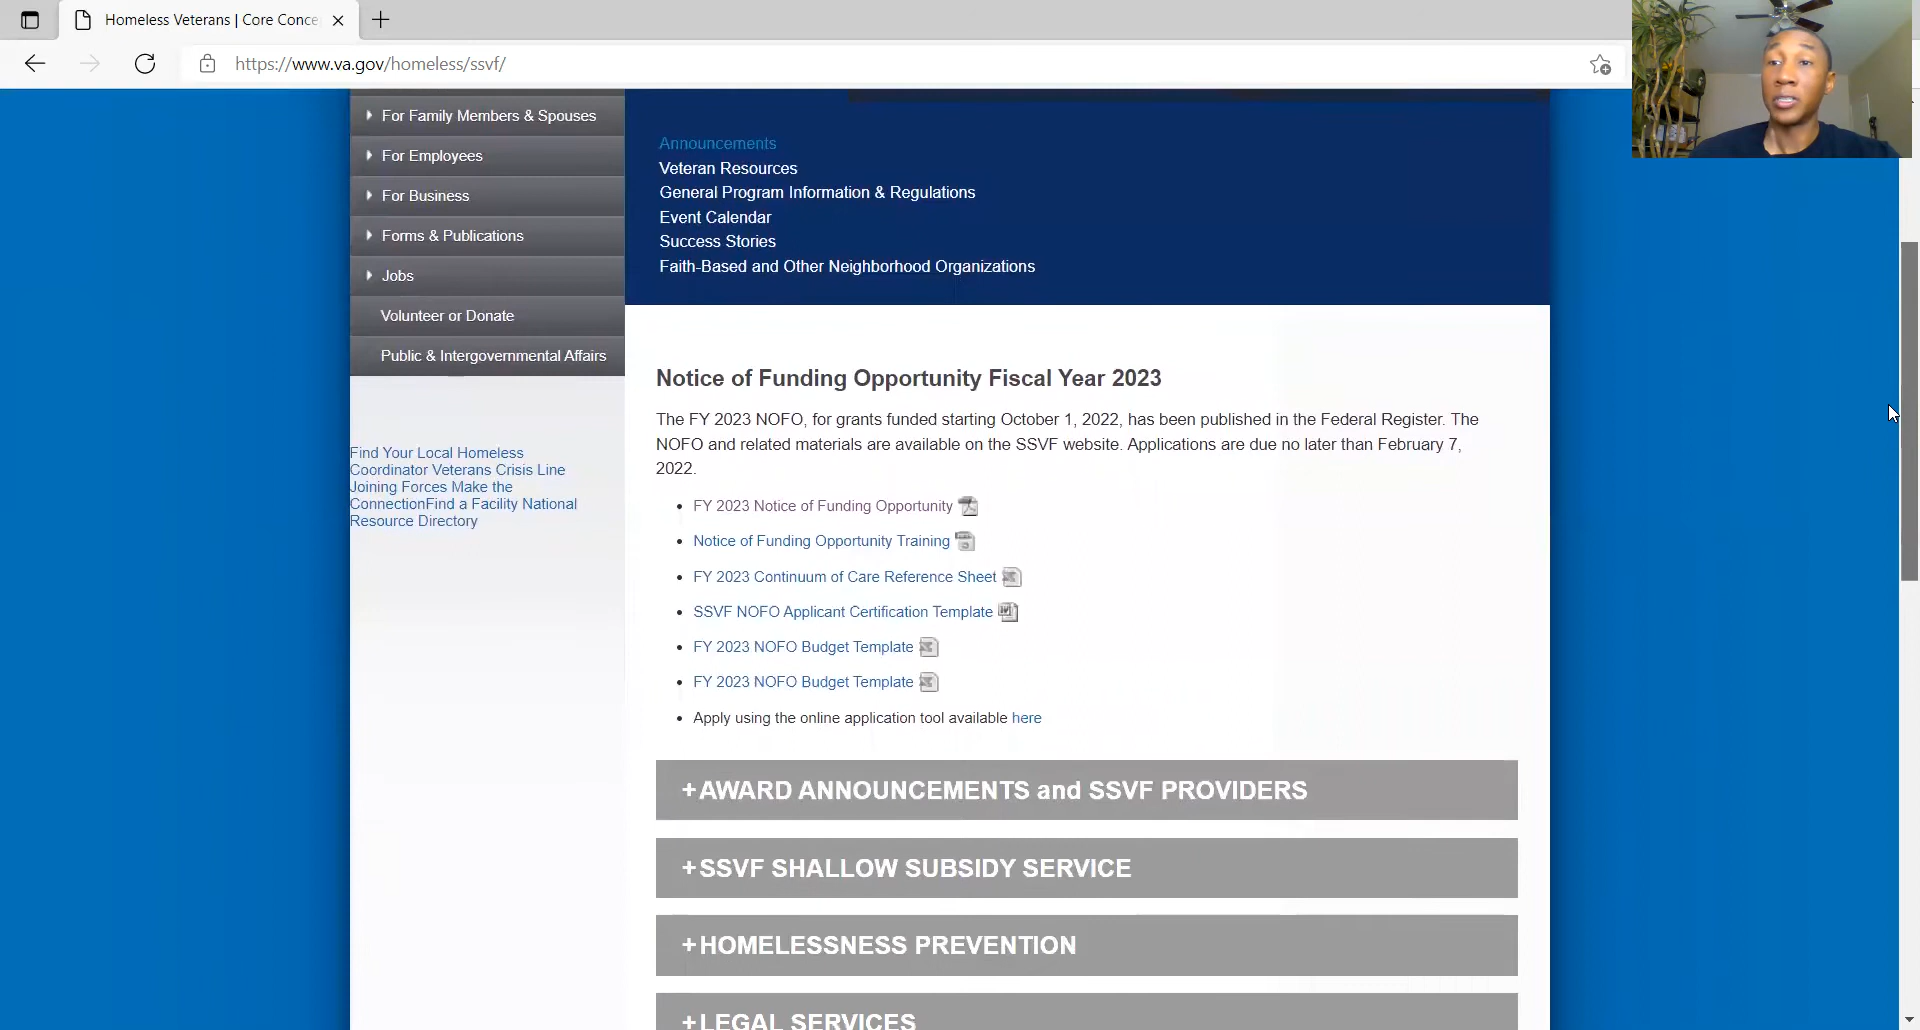 Homeless Veterans | Core Conce
https://www.va.gov/homeless/ssvf/
For Family Members & Spouses
For Employees
For Business
Forms & Publications
Jobs
Volunteer or Donate
Public & Intergovernmental Affairs
Find Your Local Homeless
Coordinator Veterans Crisis Line
Joining Forces Make the
ConnectionFind a Facility National
Resource Directory
Announcements
Veteran Resources
General Program Information & Regulations
Event Calendar
Success Stories
Faith-Based and Other Neighborhood Organizations
Notice of Funding Opportunity Fiscal Year 2023
The FY 2023 NOFO, for grants funded starting October 1, 2022, has been published in the Federal Register. The
NOFO and related materials are available on the SSVF website. Applications are due no later than February 7,
2022.
• FY 2023 Notice of Funding Opportunity
• Notice of Funding Opportunity Training
• FY 2023 Continuum of Care Reference Sheet
• SSVF NOFO Applicant Certification Template
• FY 2023 NOFO Budget Template
• FY 2023 NOFO Budget Template
• Apply using the online application tool available here
+AWARD ANNOUNCEMENTS and SSVF PROVIDERS
+SSVF SHALLOW SUBSIDY SERVICE
+HOMELESSNESS PREVENTION
+LEGAL SERVICES